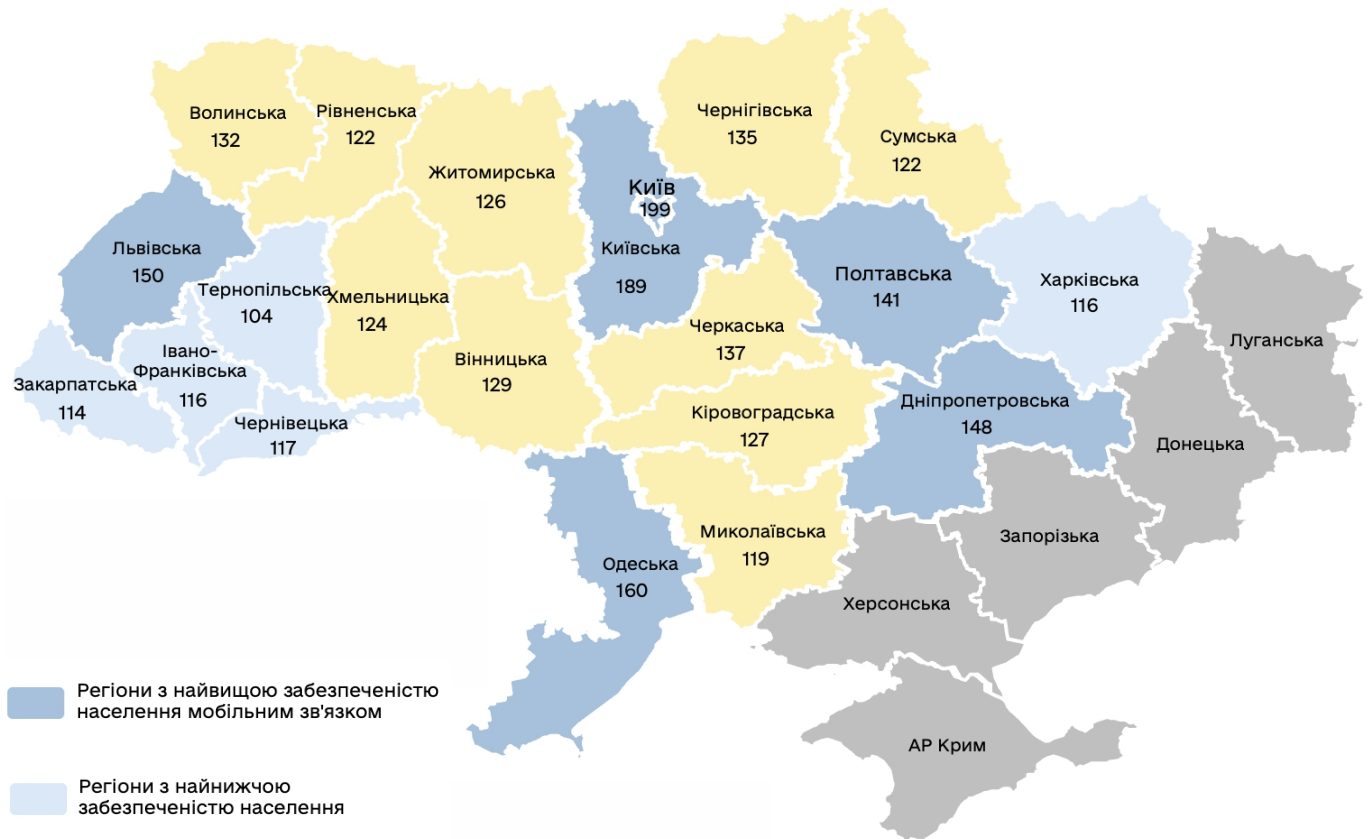 Волинська
132
Рівненська
122
Житомирська
126
Чернігівська
135
Сумська
122
Київ
199
Київська
189
Львівська
150
Тернопільська
104
Хмельницька
124
Вінницька
129
Черкаська
137
Полтавська
141
Харківська
116
Луганська
Закарпатська
114
Івано-
Франківська
116
Чернівецька
117
Кіровоградська
127
Дніпропетровська
148
Донецька
Миколаївська
119
Одеська
160
Запорізька
Херсонська
АР Крим
Регіони з найвищою забезпеченістю
населення мобільним зв'язком
Регіони з найнижчою
забезпеченістю населення